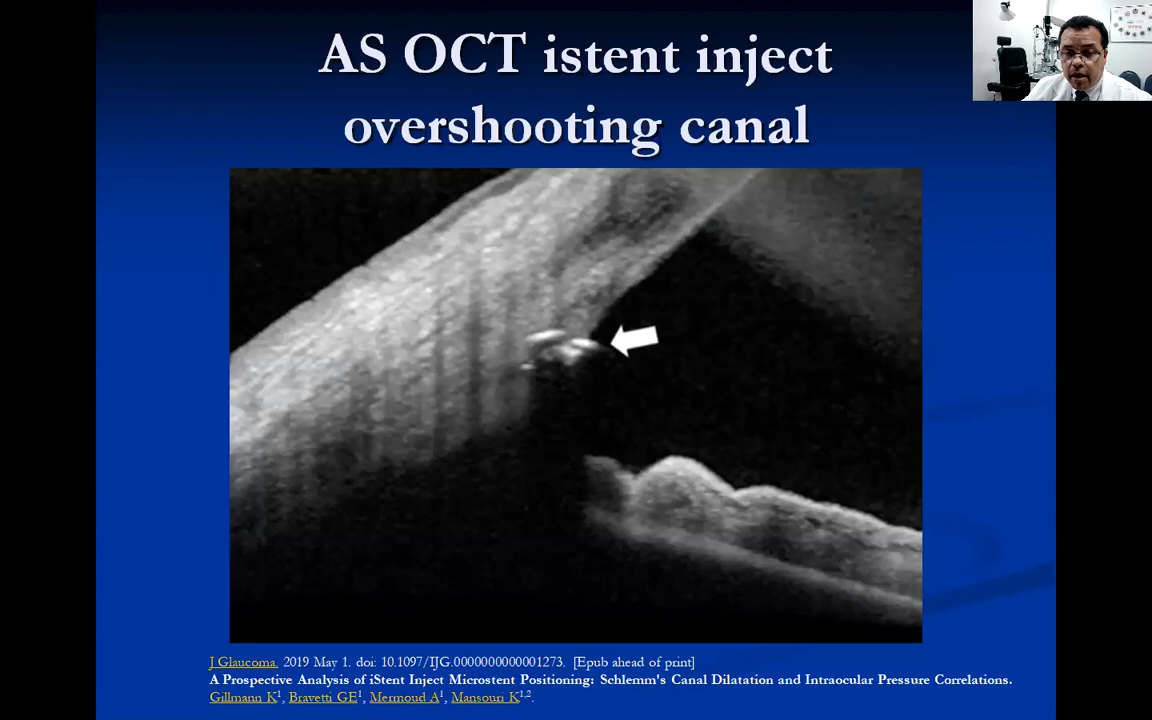 AS OCT istent inject
overshooting canal
J Glaucoma. 2019 May 1. doi: 10.1097/IJG.0000000000001273. [Epub ahead of print]
A Prospective Analysis of iStent Inject Microstent Positioning: Schlemm's Canal Dilatation and Intraocular Pressure Correlations.
Gillmann K1, Bravetti GE1, Mermoud A1, Mansouri K1,2.